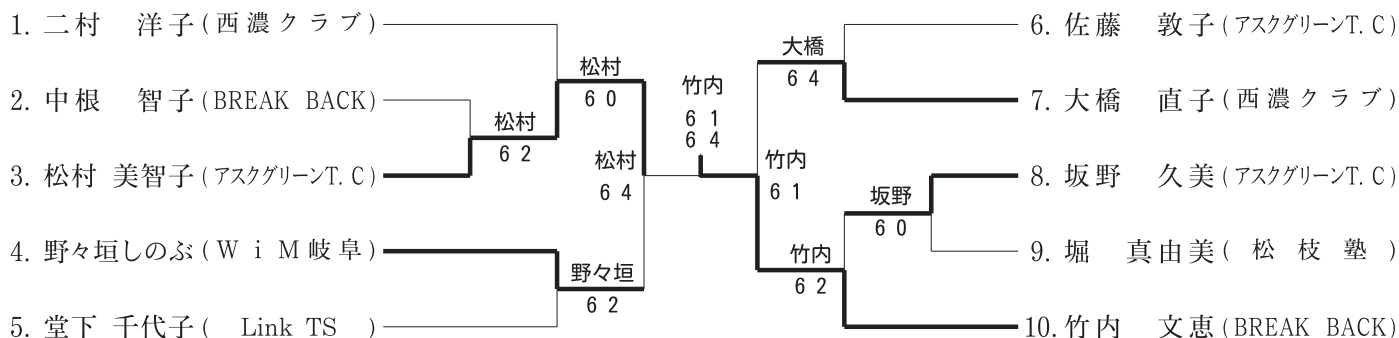 1. 二村　洋子(西濃クラブ)
2. 中根　智子(BREAK BACK)
3. 松村 美智子(アスクグリーンT.C)
4. 野々垣しのぶ(ＷｉＭ岐阜)
5. 堂下 千代子(　Link TS　)
松村
6 2
松村
6 0
野々垣
6 2
松村
6 4
竹内
6 1
6 4
大橋
6 4
竹内
6 1
坂野
6 0
竹内
6 2
6. 佐藤　敦子(アスクグリーンT.C)
7. 大橋　直子(西濃クラブ)
8. 坂野　久美(アスクグリーンT.C)
9. 堀　真由美(　松枝塾　)
10. 竹内　文恵(BREAK BACK)